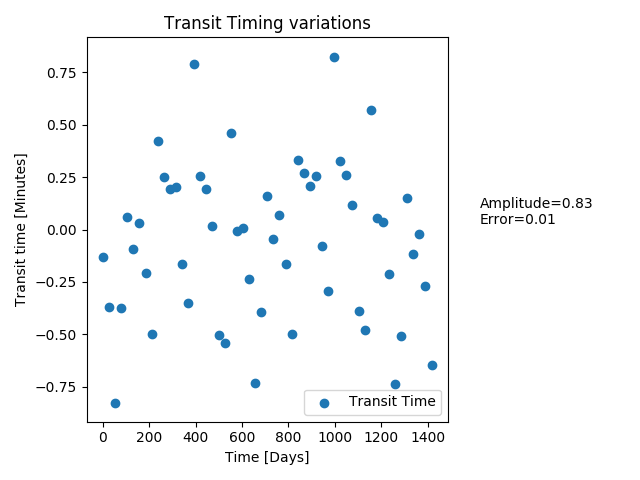 Transit Timing variations
Transit time [Minutes]
0.75
0.50
0.25
0.00
−0.25
−0.50
−0.75
Amplitude=0.83
Error=0.01
Transit Time
0 200 400 600 800 1000 1200 1400
Time [Days]